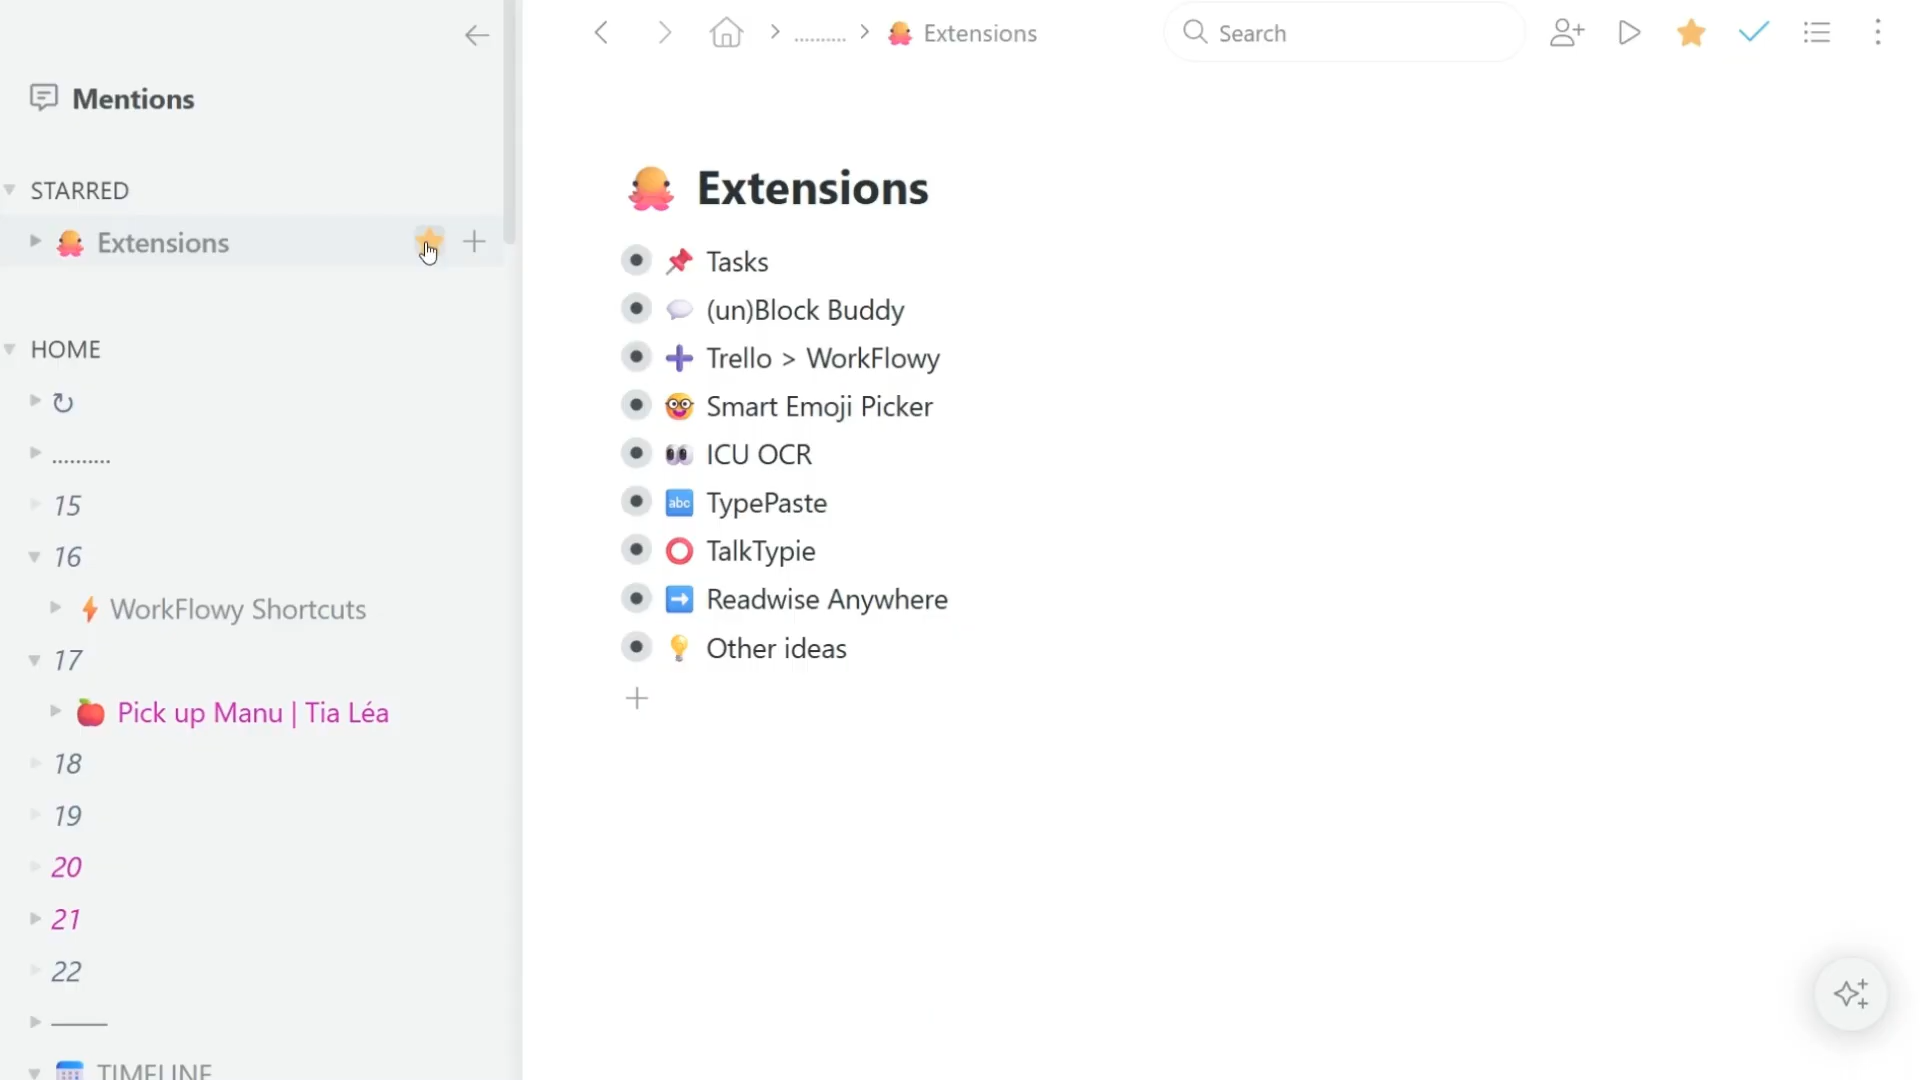 Mentions
STARRED
Extensions
HOME
↻
..........
15
16
WorkFlowy Shortcuts
17
Pick up Manu | Tia Léa
18
19
20
21
22
TIMELINE
..........
Extensions
Search
Extensions
Tasks
(un)Block Buddy
Trello > WorkFlowy
Smart Emoji Picker
ICU OCR
abc TypePaste
TalkTypie
Readwise Anywhere
Other ideas